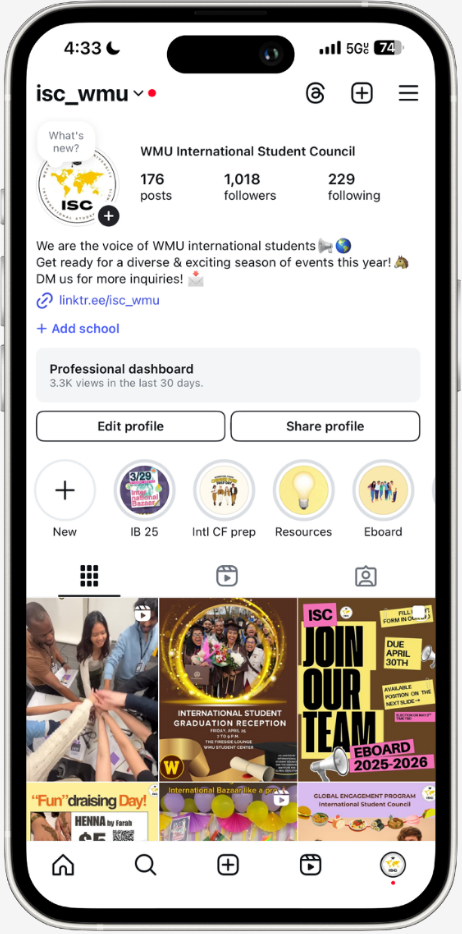 4:33
5G
74
isc_wmu
What's
new?
ISC
WMU International Student Council
176
posts
1,018
followers
229
following
We are the voice of WMU international students
Get ready for a diverse & exciting season of events this year!
DM us for more inquiries!
linktr.ee/isc_wmu
+ Add school
Professional dashboard
3.3K views in the last 30 days.
Edit profile
Share profile
3/29
Inter
national
Bazaar
New
IB 25
Intl CF prep
Resources
Eboard
INTERNATIONAL STUDENT
GRADUATION RECEPTION
FRIDAY, APRIL 25
THE FIRESIDE LOUNGE
WMU STUDENT CENTER
W
ISC
JOIN
OUR
TEAM
DUE
APRIL
30TH
AVAILABLE
POSITION ON THE
NEXT SLIDE
EBOARD
2025-2026
"Fun"draising Day!
HENNA by Farah
$5
International Bazaar like a
GLOBAL ENGAGEMENT PROGRAM
International Student Council